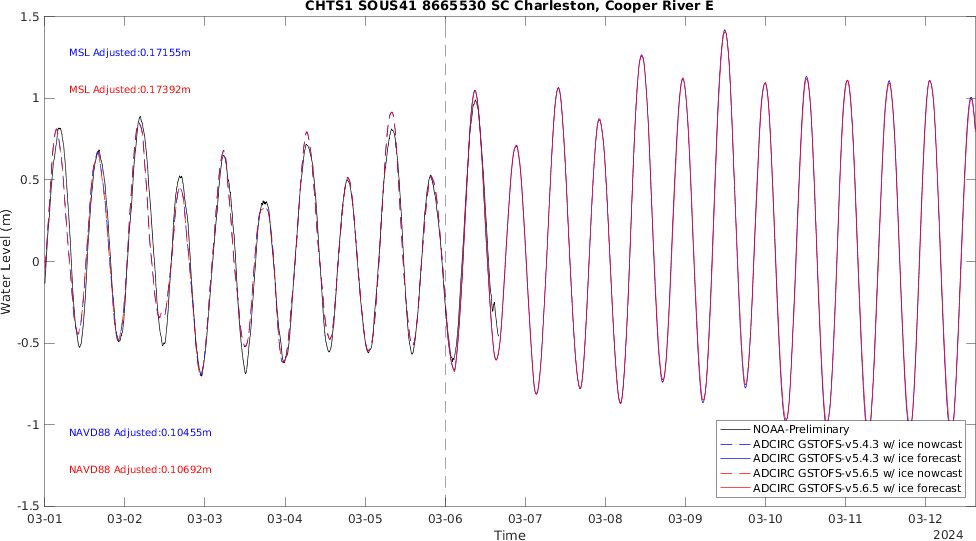 CHTS1 SOUS41 8665530 SC Charleston, Cooper River E
1.5
1
0.5
0
-0.5
-1
-1.5
Water Level (m)
MSL Adjusted:0.17155m
MSL Adjusted:0.17392m
NAVD88 Adjusted:0.10455m
NAVD88 Adjusted:0.10692m
NOAA-Preliminary
ADCIRC GSTOFS-v5.4.3 w/ ice nowcast
ADCIRC GSTOFS-v5.4.3 w/ ice forecast
ADCIRC GSTOFS-v5.6.5 w/ ice nowcast
ADCIRC GSTOFS-v5.6.5 w/ ice forecast
03-01 03-02 03-03 03-04 03-05 03-06 03-07 03-08 03-09 03-10 03-11 03-12
Time
2024